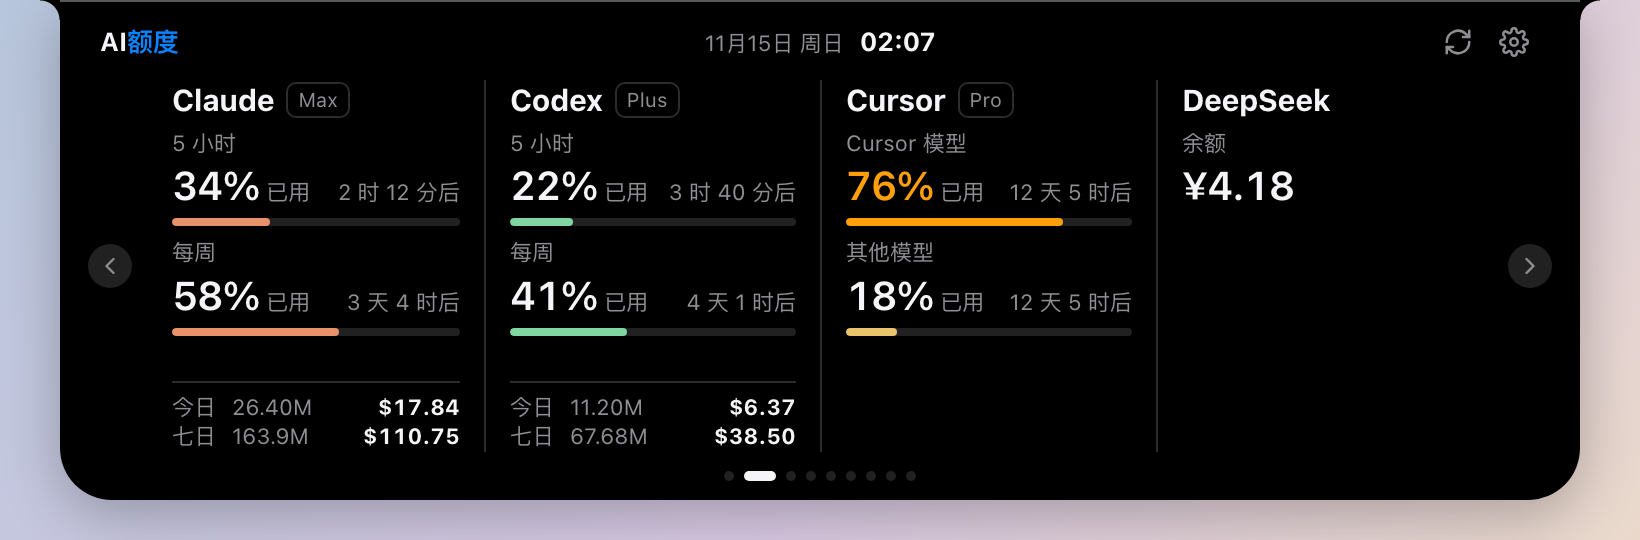 AI额度
11月15日 周日 02:07
Claude Max
5 小时
34% 已用 2 时 12 分后
每周
58% 已用 3 天 4 时后
今日 26.40M $17.84
七日 163.9M $110.75
Codex Plus
5 小时
22% 已用 3 时 40 分后
每周
41% 已用 4 天 1 时后
今日 11.20M $6.37
七日 67.68M $38.50
Cursor Pro
Cursor 模型
76% 已用 12 天 5 时后
其他模型
18% 已用 12 天 5 时后
DeepSeek
余额
¥4.18